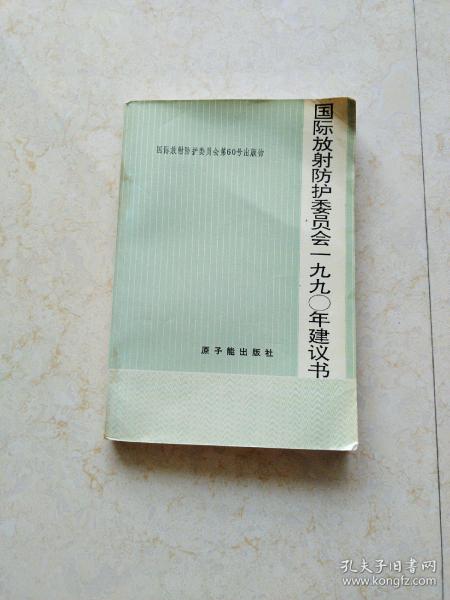 国际放射防护委员会第60号出版物
国际放射防护委员会一九九〇年建议书
原子能出版社
孔夫子旧书网
www.kongfz.com